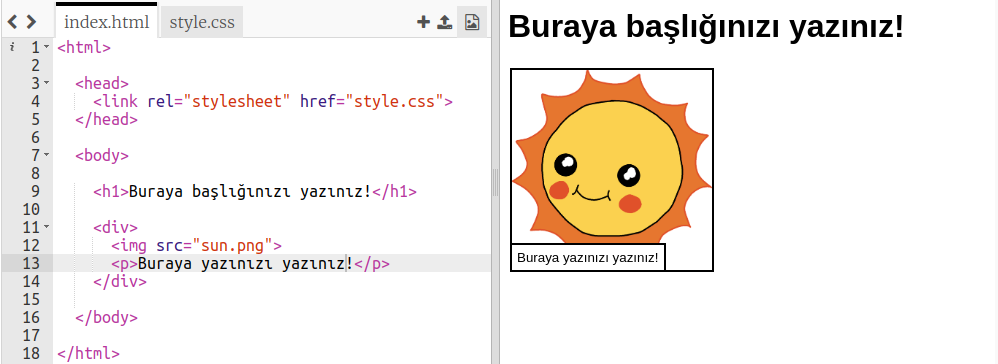 index.html style.css
1 <html>
2
3 <head>
4 <link rel="stylesheet" href="style.css">
5 </head>
6
7 <body>
8
9 <h1>Buraya başlığınızı yazınız!</h1>
10
11 <div>
12 <img src="sun.png">
13 <p>Buraya yazınızı yazınız!</p>
14 </div>
15
16 </body>
17
18 </html>
Buraya başlığınızı yazınız!
Buraya yazınızı yazınız!